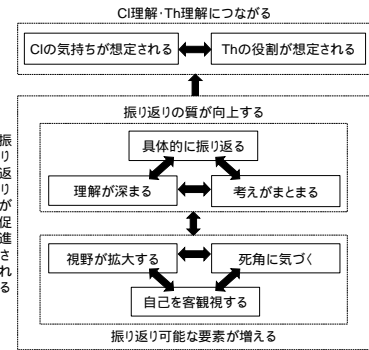 Cl理解･Th理解につながる
Clの気持ちが想定される
Thの役割が想定される
振り返りが促進される
振り返りの質が向上する
具体的に振り返る
理解が深まる
考えがまとまる
視野が拡大する
死角に気づく
自己を客観視する
振り返り可能な要素が増える